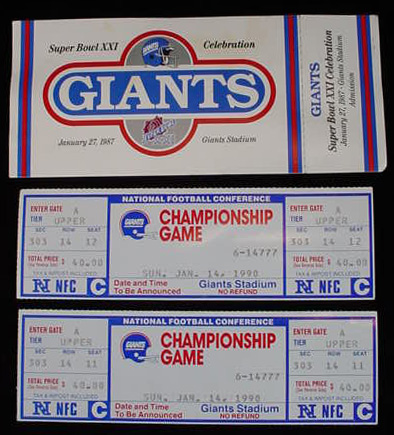 Super Bowl XXI Celebration
GIANTS
GIANTS
January 27, 1987 Giants Stadium
GIANTS
Super Bowl XXI Celebration
January 27, 1987 · Giants Stadium
Admission
NATIONAL FOOTBALL CONFERENCE
ENTER GATE A
TIER UPPER
SEC ROW SEAT
303 14 12
TOTAL PRICE $ 40.00
TAX & IMPOST INCLUDED
N NFC C
GIANTS
CHAMPIONSHIP
GAME
6-14777
SUN. JAN. 14, 1990
Date and Time Giants Stadium
To Be Announced NO REFUND
ENTER GATE A
TIER UPPER
SEC ROW SEAT
303 14 12
TOTAL PRICE $ 40.00
TAX & IMPOST INCLUDED
N NFC C
NATIONAL FOOTBALL CONFERENCE
ENTER GATE A
TIER UPPER
SEC ROW SEAT
303 14 11
TOTAL PRICE $ 40.00
TAX & IMPOST INCLUDED
N NFC C
GIANTS
CHAMPIONSHIP
GAME
6-14777
SUN. JAN. 14, 1990
Date and Time Giants Stadium
To Be Announced NO REFUND
ENTER GATE A
TIER UPPER
SEC ROW SEAT
303 14 11
TOTAL PRICE $ 40.00
TAX & IMPOST INCLUDED
N NFC C